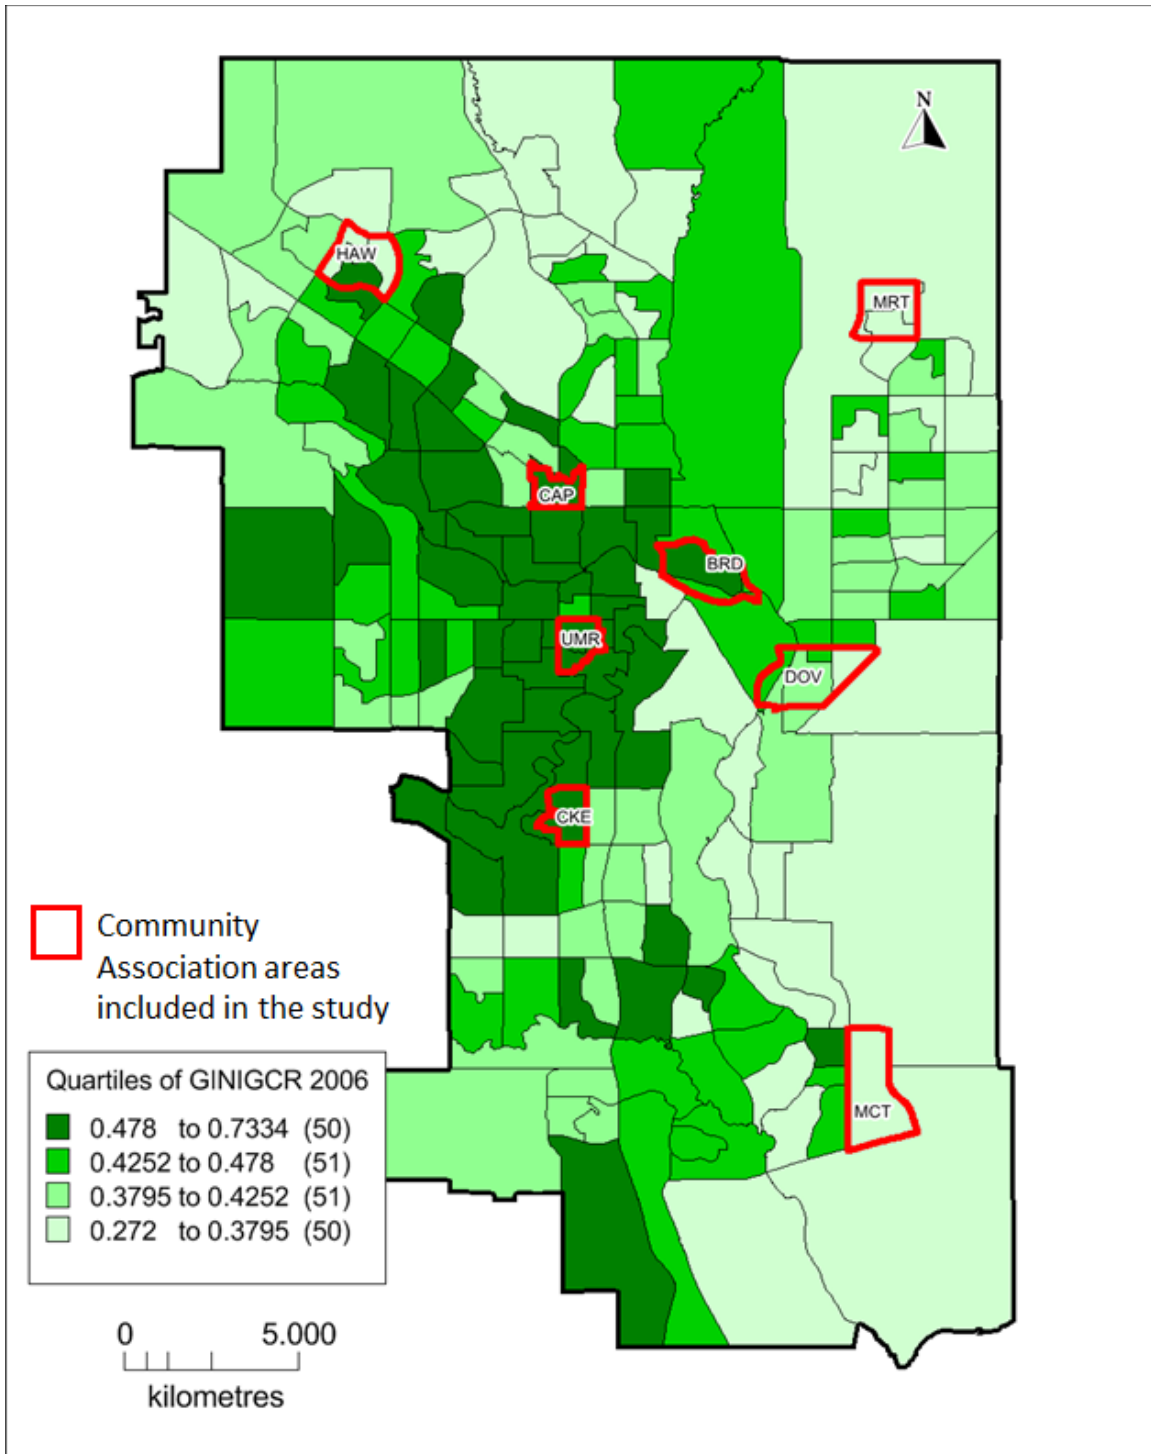 N
HAW
MRT
CAP
BRD
UMR
DOV
CKE
Community
Association areas
included in the study
MCT
Quartiles of GINIGCR 2006
0.478 to 0.7334 (50)
0.4252 to 0.478 (51)
0.3795 to 0.4252 (51)
0.272 to 0.3795 (50)
0 5.000
kilometres